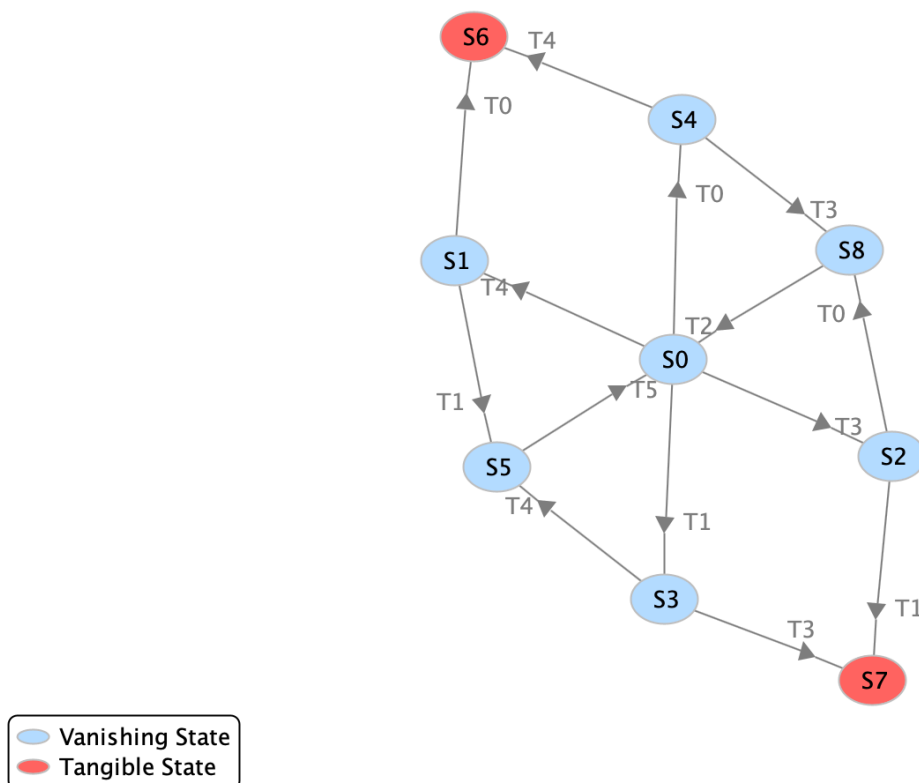 S6
T4
T0
S4
T0
T3
S8
S1
T4
T0
T2
S0
T5
T3
T1
S2
S5
T4
T1
S3
T1
T3
S7
Vanishing State
Tangible State